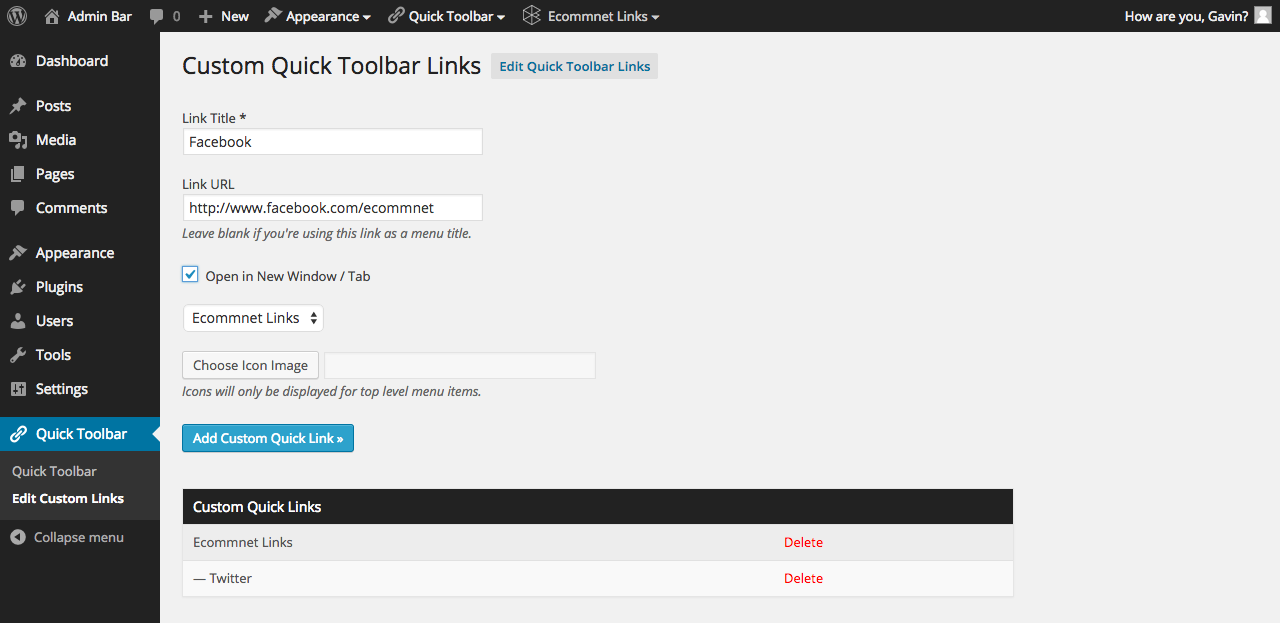 Admin Bar 0 New Appearance Quick Toolbar Ecommnet Links How are you, Gavin?
Dashboard
Posts
Media
Pages
Comments
Appearance
Plugins
Users
Tools
Settings
Quick Toolbar
Quick Toolbar
Edit Custom Links
Collapse menu
Custom Quick Toolbar Links Edit Quick Toolbar Links
Link Title *
Facebook
Link URL
http://www.facebook.com/ecommnet
Leave blank if you're using this link as a menu title.
Open in New Window / Tab
Ecommnet Links
Choose Icon Image
Icons will only be displayed for top level menu items.
Add Custom Quick Link »
Custom Quick Links
Ecommnet Links Delete
— Twitter Delete